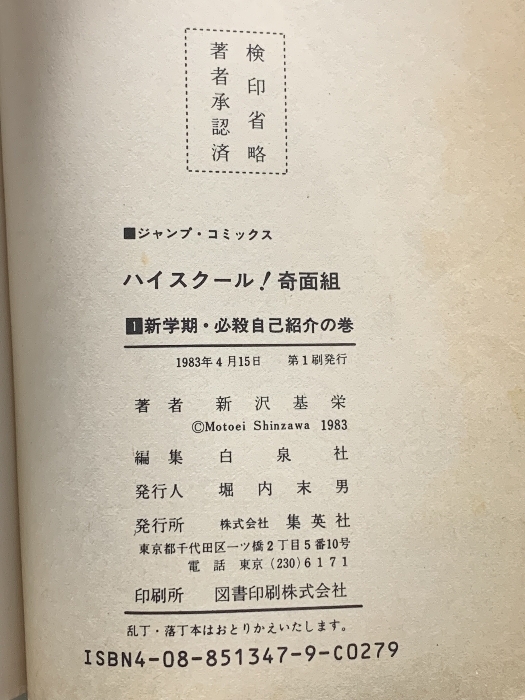 検印省略
著者承認済
■ジャンプ・コミックス
ハイスクール!奇面組
1新学期・必殺自己紹介の巻
1983年4月15日　第1刷発行
著者　新沢基栄
©Motoei Shinzawa 1983
編集　白泉社
発行人　堀内末男
発行所　株式会社 集英社
東京都千代田区一ツ橋2丁目5番10号
電話　東京(230)6171
印刷所　図書印刷株式会社
乱丁・落丁本はおとりかえいたします。
ISBN4-08-851347-9-C0279